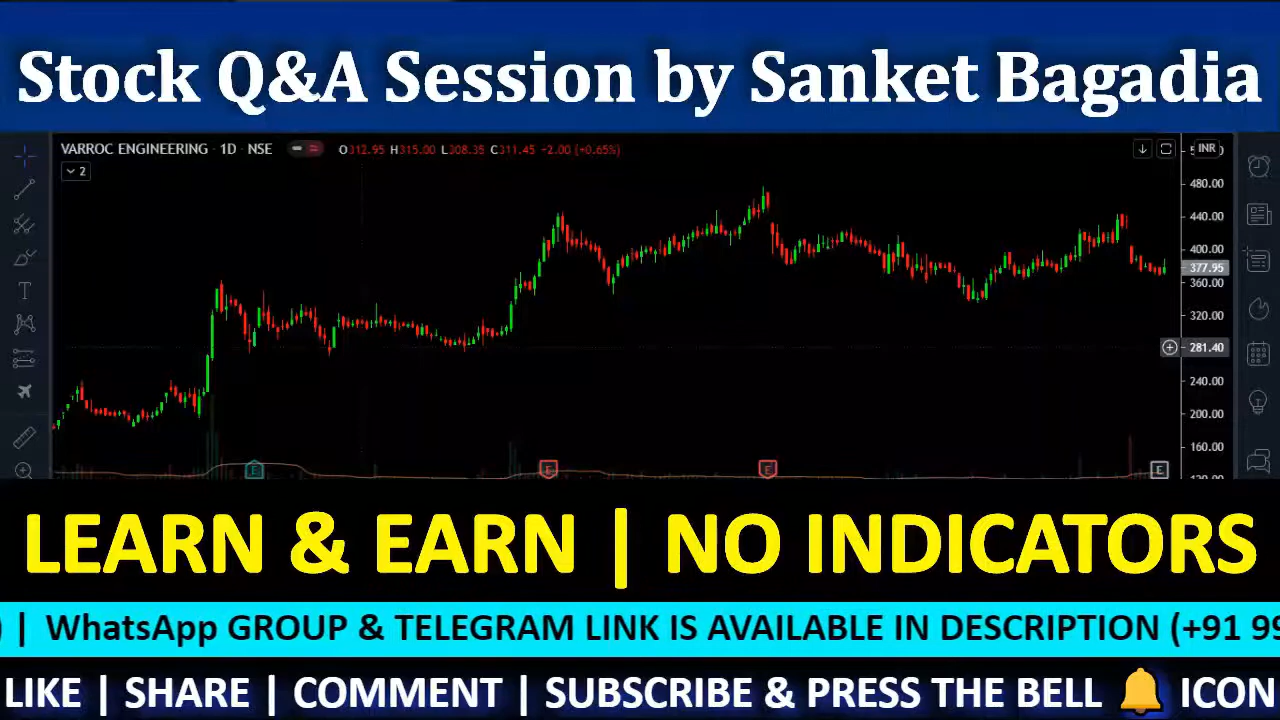 Stock Q&A Session by Sanket Bagadia
VARROC ENGINEERING · 1D · NSE O312.95 H315.00 L308.35 C311.45 −2.00 (+0.65%)
INR
2
480.00
440.00
400.00
377.95
360.00
320.00
281.40
240.00
200.00
160.00
E E E E
LEARN & EARN | NO INDICATORS
) | WhatsApp GROUP & TELEGRAM LINK IS AVAILABLE IN DESCRIPTION (+91 99
LIKE | SHARE | COMMENT | SUBSCRIBE & PRESS THE BELL 🔔 ICON